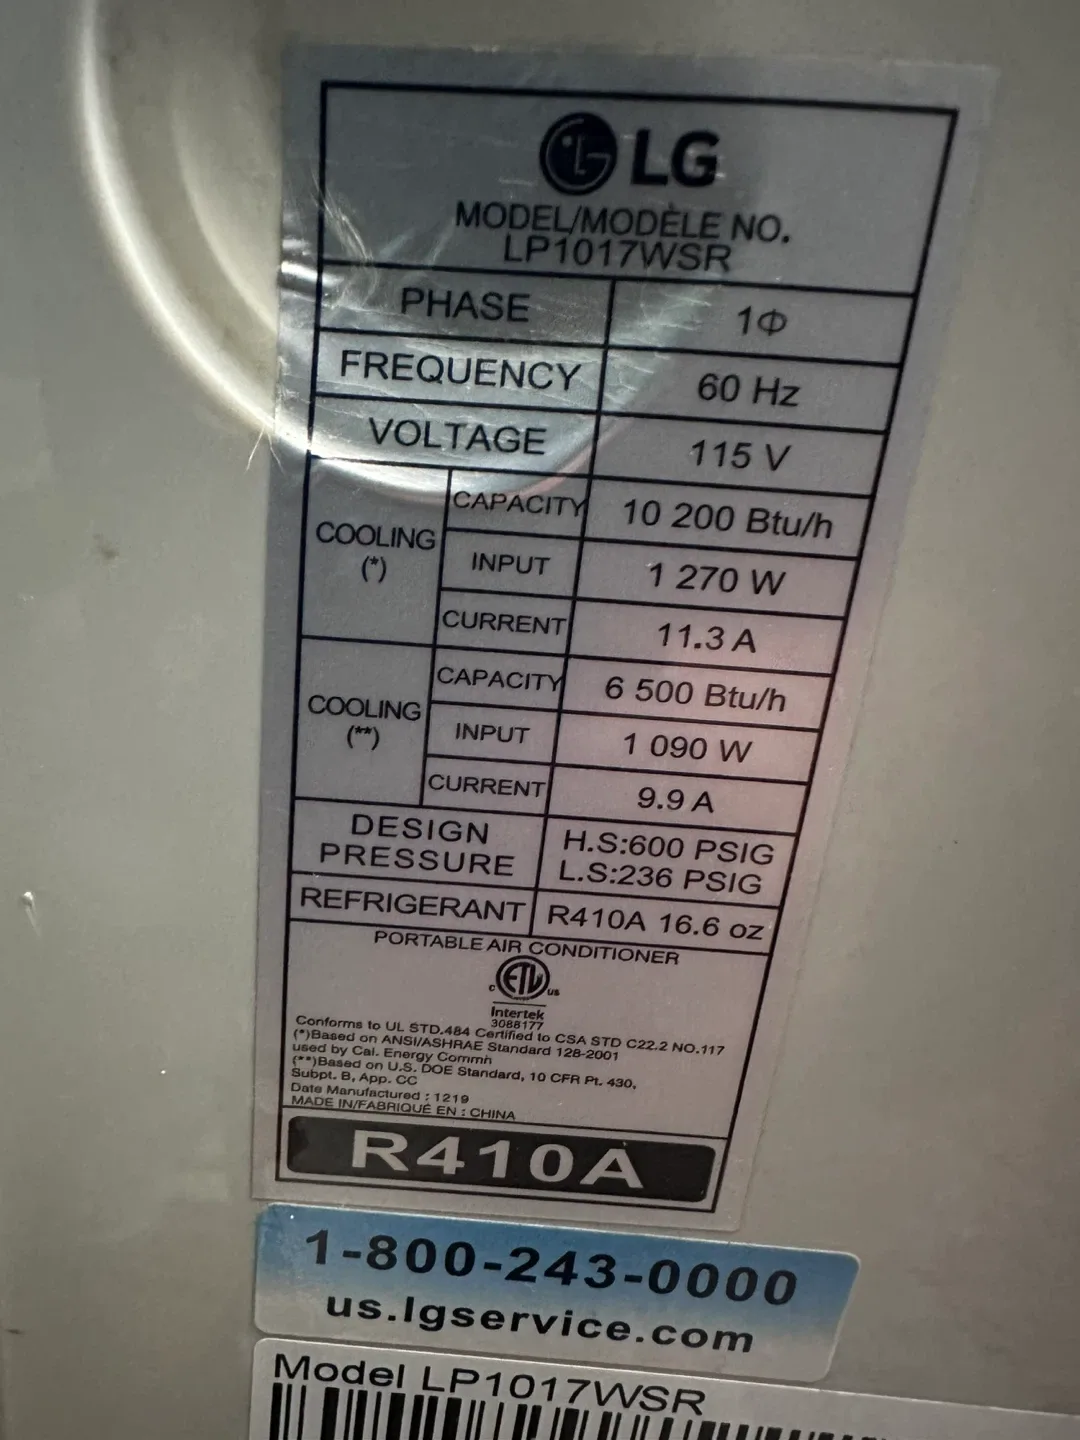 LG
MODEL/MODÈLE NO.
LP1017WSR
PHASE 1Φ
FREQUENCY 60 Hz
VOLTAGE 115 V
COOLING (*)
CAPACITY 10 200 Btu/h
INPUT 1 270 W
CURRENT 11.3 A
COOLING (**)
CAPACITY 6 500 Btu/h
INPUT 1 090 W
CURRENT 9.9 A
DESIGN PRESSURE
H.S:600 PSIG
L.S:236 PSIG
REFRIGERANT R410A 16.6 oz
PORTABLE AIR CONDITIONER
c ETL us
Intertek
3088177
Conforms to UL STD.484 Certified to CSA STD C22.2 NO.117
(*)Based on ANSI/ASHRAE Standard 128-2001
used by Cal. Energy Commh
(**)Based on U.S. DOE Standard, 10 CFR Pt. 430,
Subpt. B, App. CC
Date Manufactured : 1219
MADE IN/FABRIQUÉ EN : CHINA
R410A
1-800-243-0000
us.lgservice.com
Model LP1017WSR